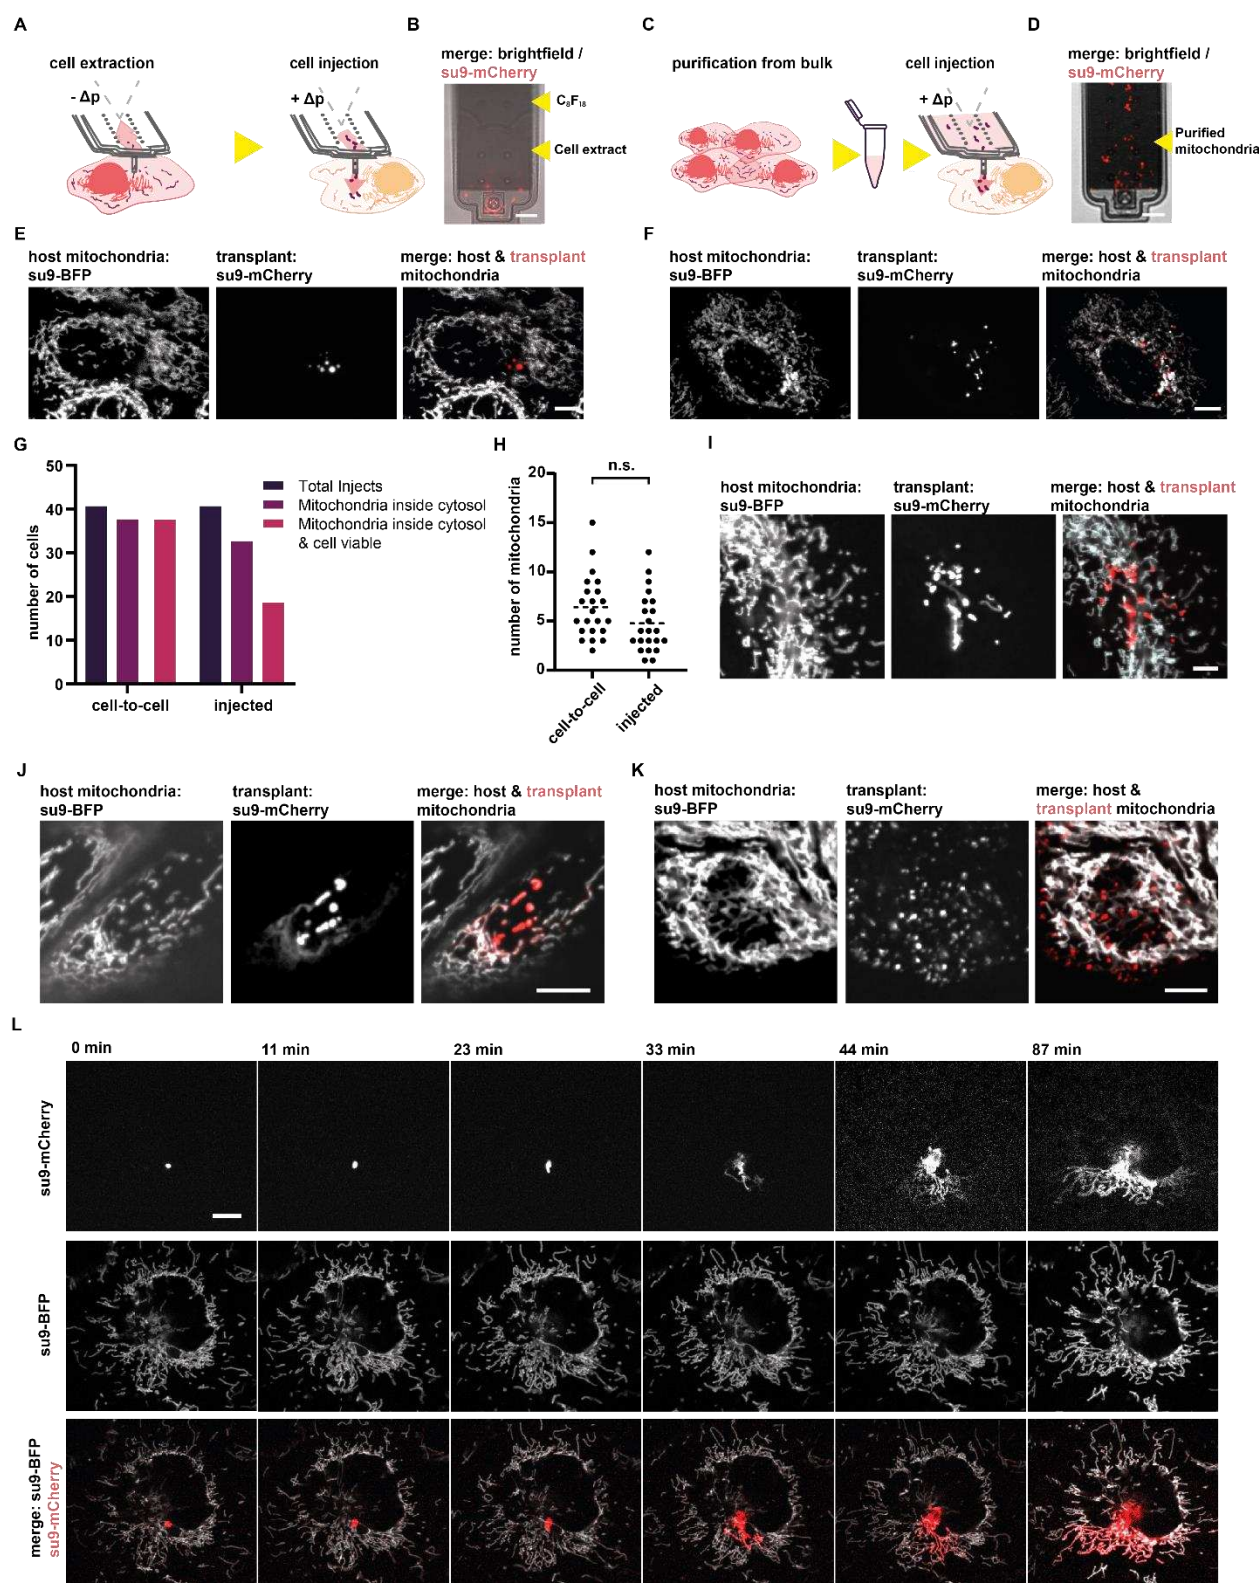 A
cell extraction
- Δp
cell injection
+ Δp
B
merge: brightfield /
su9-mCherry
C₈F₁₈
Cell extract
C
purification from bulk
cell injection
+ Δp
D
merge: brightfield /
su9-mCherry
Purified
mitochondria
E
host mitochondria:
su9-BFP
transplant:
su9-mCherry
merge: host & transplant
mitochondria
F
host mitochondria:
su9-BFP
transplant:
su9-mCherry
merge: host & transplant
mitochondria
G
number of cells
50
40
30
20
10
0
cell-to-cell
injected
Total Injects
Mitochondria inside cytosol
Mitochondria inside cytosol
& cell viable
H
number of mitochondria
20
15
10
5
0
n.s.
cell-to-cell
injected
I
host mitochondria:
su9-BFP
transplant:
su9-mCherry
merge: host & transplant
mitochondria
J
host mitochondria:
su9-BFP
transplant:
su9-mCherry
merge: host & transplant
mitochondria
K
host mitochondria:
su9-BFP
transplant:
su9-mCherry
merge: host &
transplant mitochondria
L
0 min
11 min
23 min
33 min
44 min
87 min
su9-mCherry
su9-BFP
merge: su9-BFP
su9-mCherry